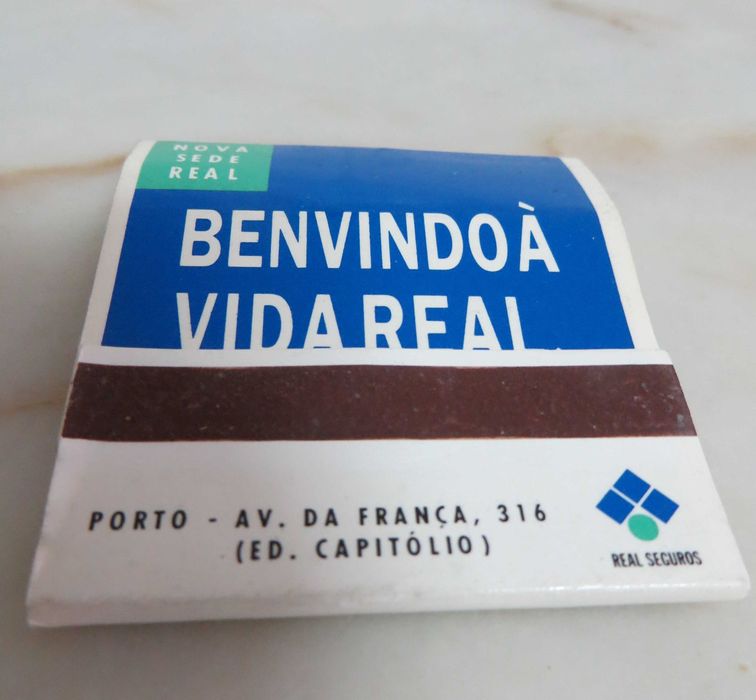 NOVA
SEDE
REAL
BENVINDO À
VIDA REAL.
PORTO - AV. DA FRANÇA, 316
(ED. CAPITÓLIO)
REAL SEGUROS